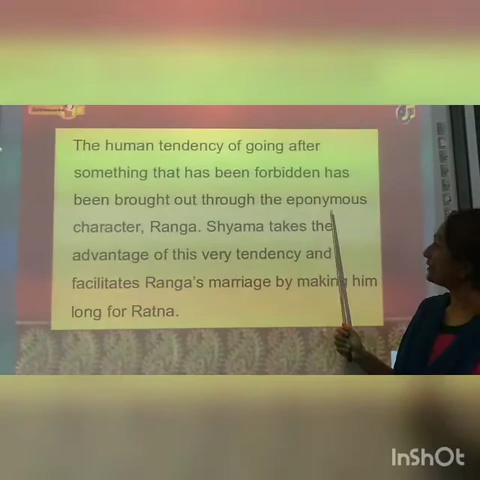 The human tendency of going after
something that has been forbidden has
been brought out through the eponymous
character, Ranga. Shyama takes the
advantage of this very tendency and
facilitates Ranga's marriage by making him
long for Ratna.
InShOt